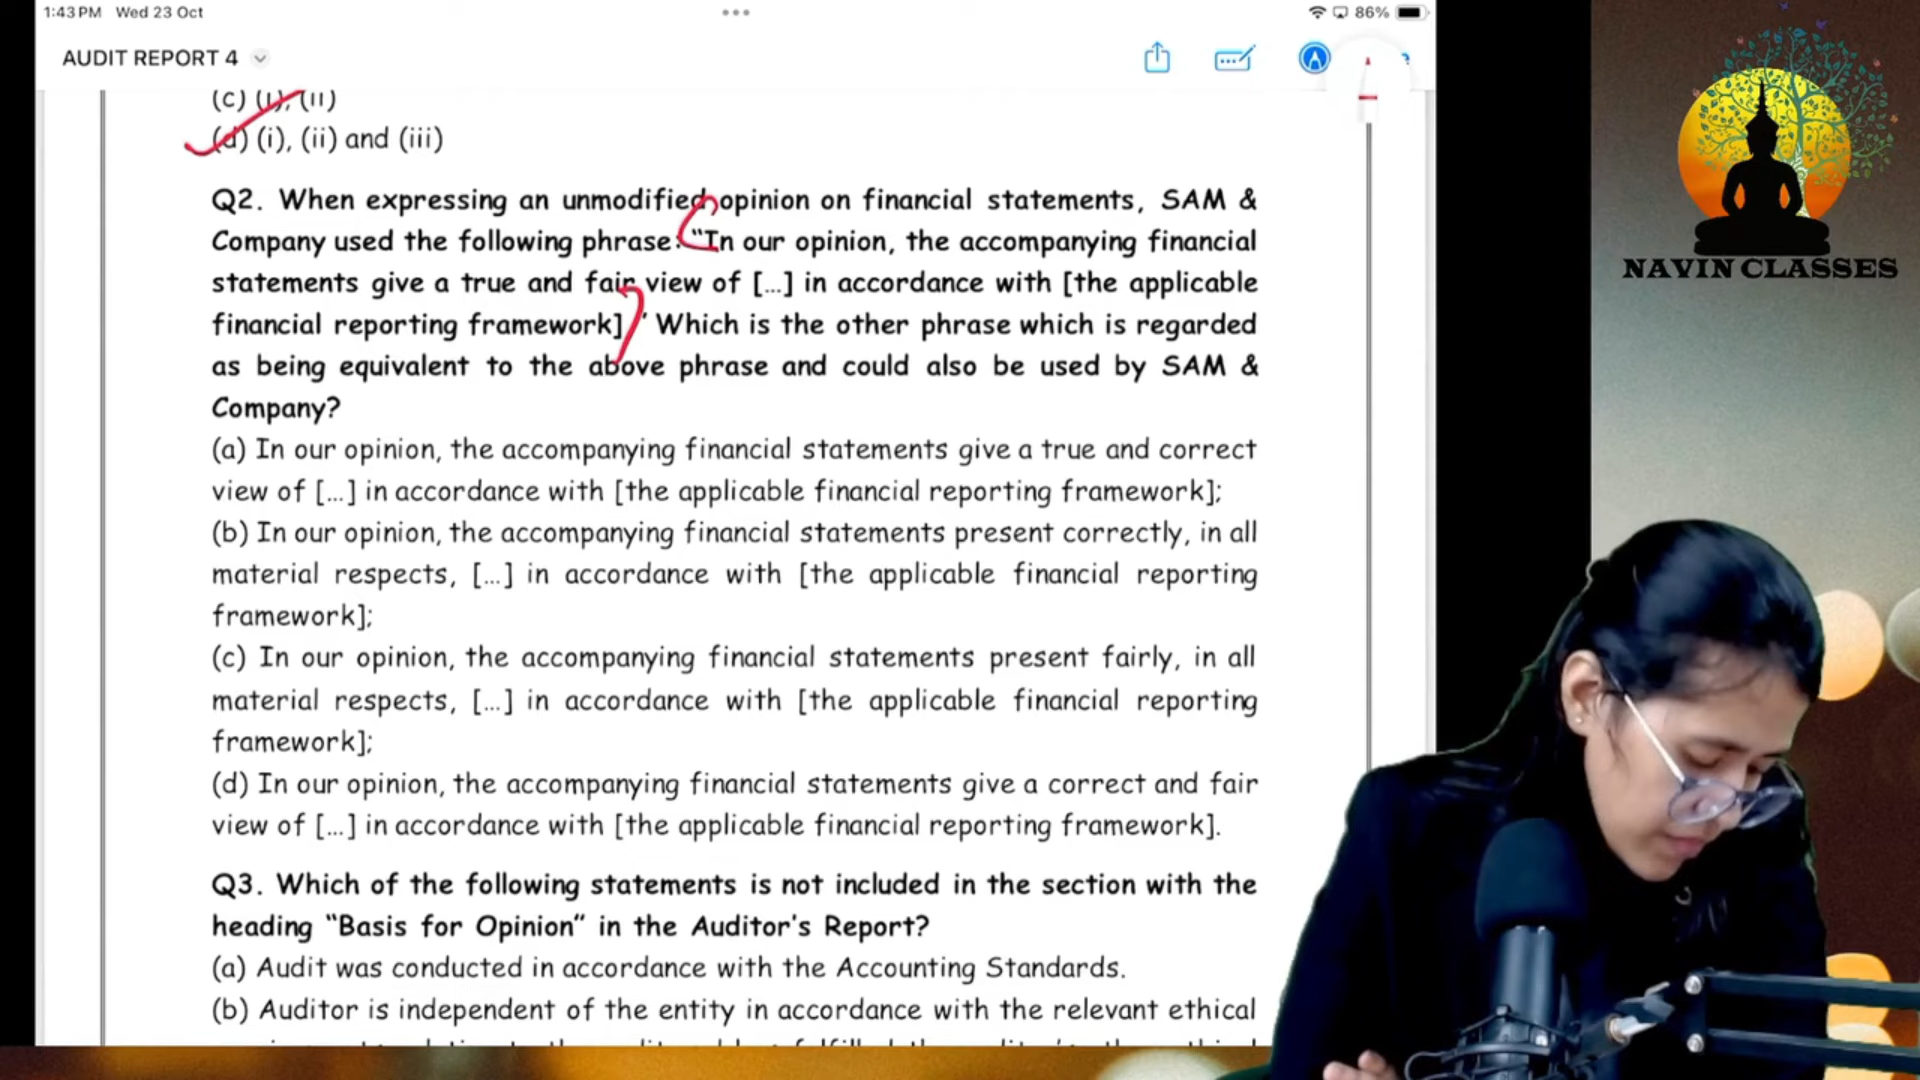 1:43 PM Wed 23 Oct
86%
AUDIT REPORT 4
(c) (i), (ii)
(d) (i), (ii) and (iii)
Q2. When expressing an unmodified opinion on financial statements, SAM &
Company used the following phrase: “In our opinion, the accompanying financial
statements give a true and fair view of […] in accordance with [the applicable
financial reporting framework]” Which is the other phrase which is regarded
as being equivalent to the above phrase and could also be used by SAM &
Company?
(a) In our opinion, the accompanying financial statements give a true and correct
view of […] in accordance with [the applicable financial reporting framework];
(b) In our opinion, the accompanying financial statements present correctly, in all
material respects, […] in accordance with [the applicable financial reporting
framework];
(c) In our opinion, the accompanying financial statements present fairly, in all
material respects, […] in accordance with [the applicable financial reporting
framework];
(d) In our opinion, the accompanying financial statements give a correct and fair
view of […] in accordance with [the applicable financial reporting framework].
Q3. Which of the following statements is not included in the section with the
heading “Basis for Opinion” in the Auditor's Report?
(a) Audit was conducted in accordance with the Accounting Standards.
(b) Auditor is independent of the entity in accordance with the relevant ethical
NAVIN CLASSES